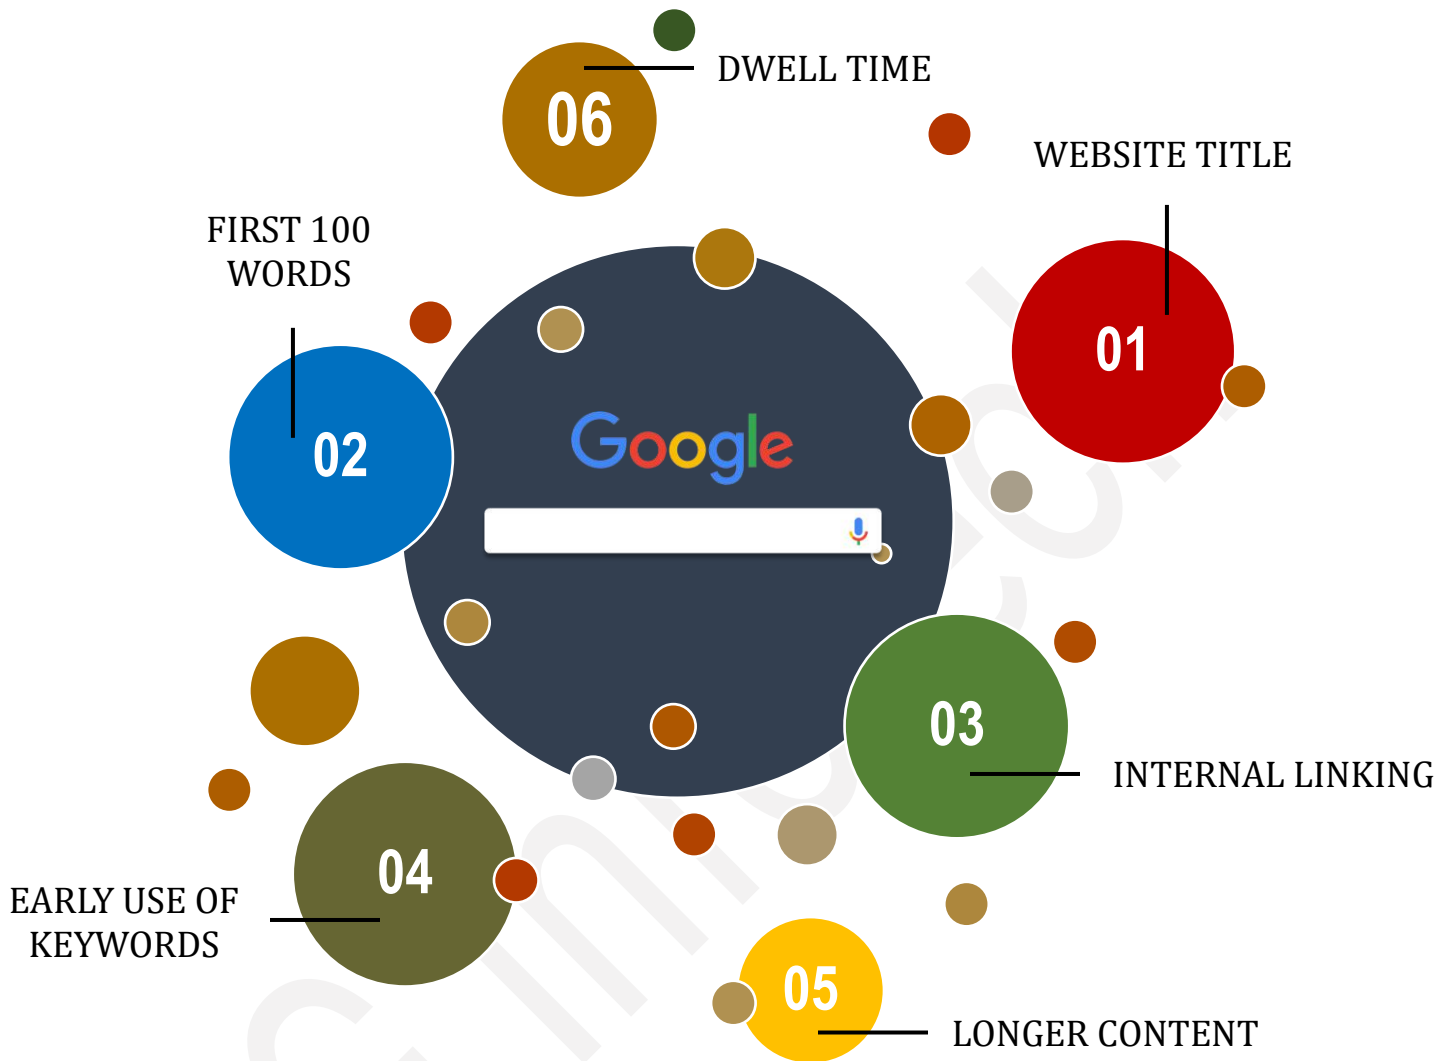 DWELL TIME
06
WEBSITE TITLE
01
FIRST 100
WORDS
02
Google
03
INTERNAL LINKING
04
EARLY USE OF
KEYWORDS
05
LONGER CONTENT